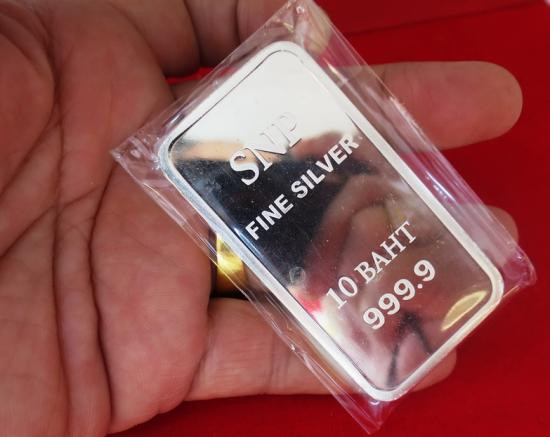 SNP
FINE SILVER
10 BAHT
999.9